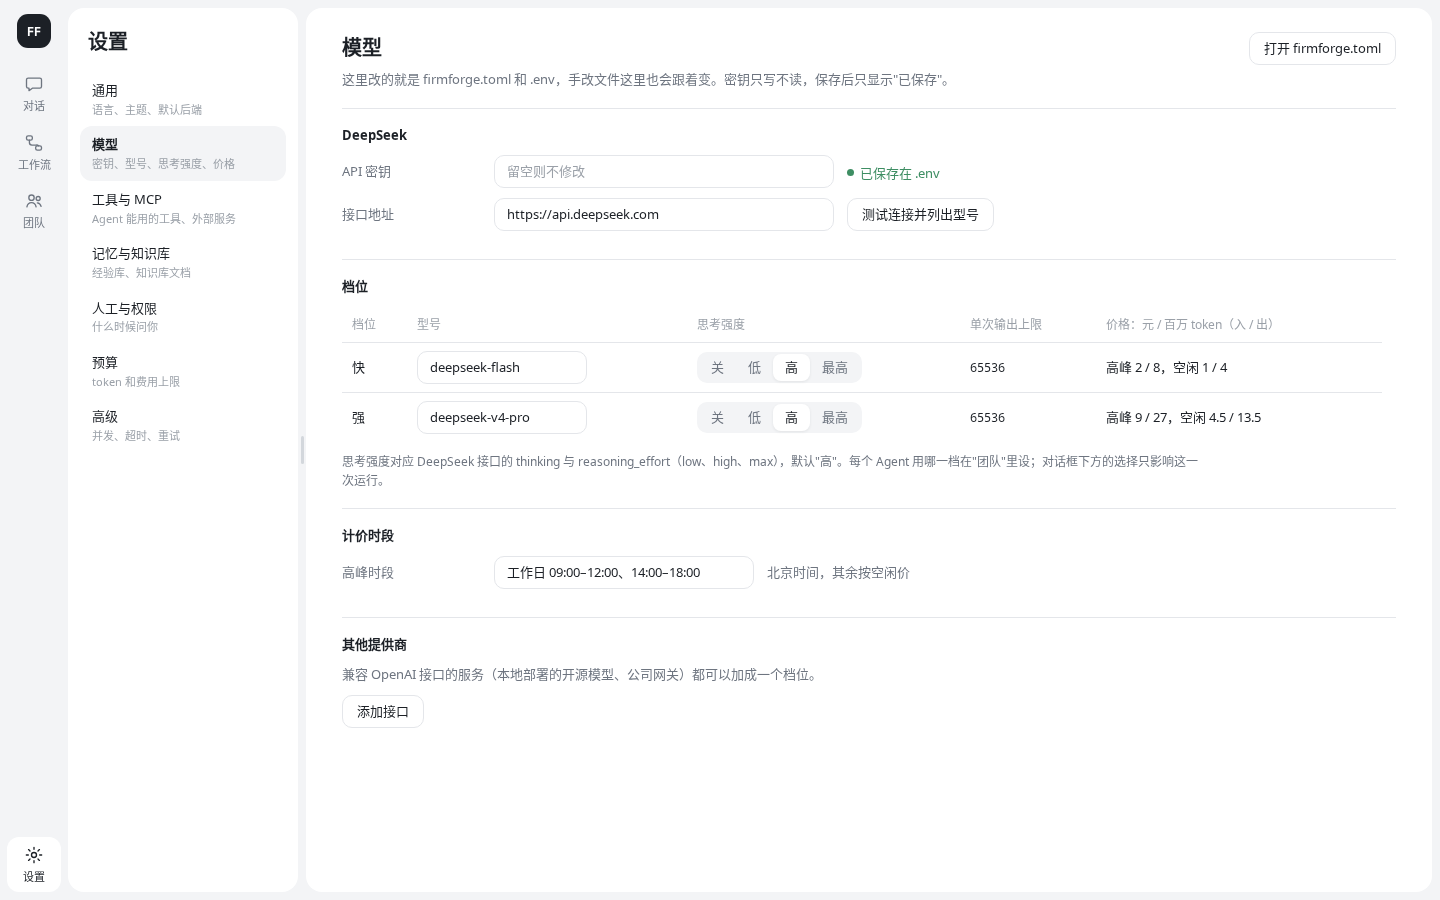 FF
对话
工作流
团队
设置
设置
通用
语言、主题、默认后端
模型
密钥、型号、思考强度、价格
工具与 MCP
Agent 能用的工具、外部服务
记忆与知识库
经验库、知识库文档
人工与权限
什么时候问你
预算
token 和费用上限
高级
并发、超时、重试
模型
打开 firmforge.toml
这里改的就是 firmforge.toml 和 .env，手改文件这里也会跟着变。密钥只写不读，保存后只显示"已保存"。
DeepSeek
API 密钥 留空则不修改 已保存在 .env
接口地址 https://api.deepseek.com 测试连接并列出型号
档位
档位 型号 思考强度 单次输出上限 价格：元 / 百万 token（入 / 出）
快 deepseek-flash 关 低 高 最高 65536 高峰 2 / 8，空闲 1 / 4
强 deepseek-v4-pro 关 低 高 最高 65536 高峰 9 / 27，空闲 4.5 / 13.5
思考强度对应 DeepSeek 接口的 thinking 与 reasoning_effort（low、high、max），默认"高"。每个 Agent 用哪一档在"团队"里设；对话框下方的选择只影响这一
次运行。
计价时段
高峰时段 工作日 09:00–12:00、14:00–18:00 北京时间，其余按空闲价
其他提供商
兼容 OpenAI 接口的服务（本地部署的开源模型、公司网关）都可以加成一个档位。
添加接口